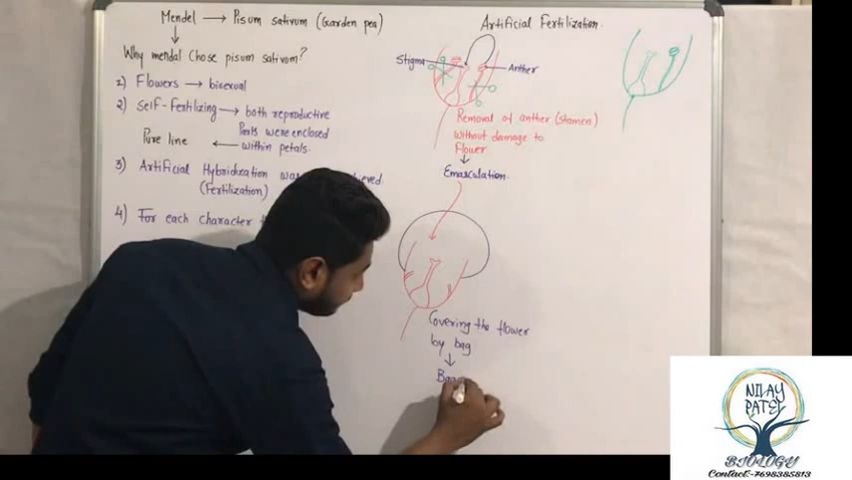 Mendel → Pisum sativum (Garden pea)
Why mendal chose pisum sativum?
1) Flowers → bisexual
2) Self-Fertilizing → both reproductive
Parts were enclosed
within petals.
Pure line
3) Artificial Hybridization
(Fertilization)
4) For each character
Artificial Fertilization
Stigma
Anther
Removal of anther (stamen)
Without damage to
Flower
Emasculation
Covering the flower
by bag
NILAY
PATEL
BIOLOGY
Contact:-7698385813